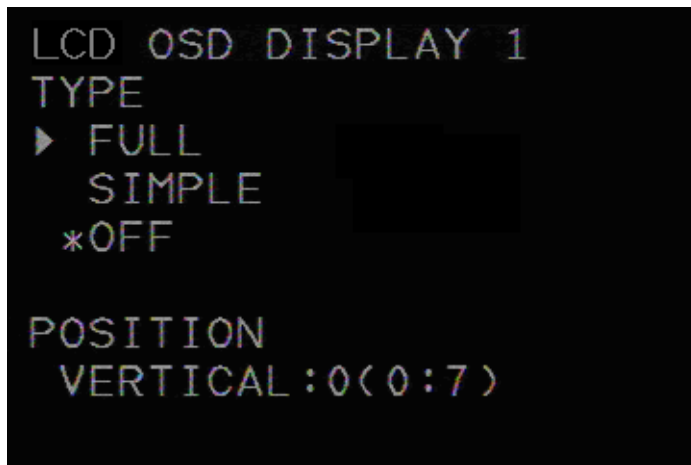 LCD OSD DISPLAY 1
TYPE
▶ FULL
SIMPLE
*OFF
POSITION
VERTICAL:0(0:7)